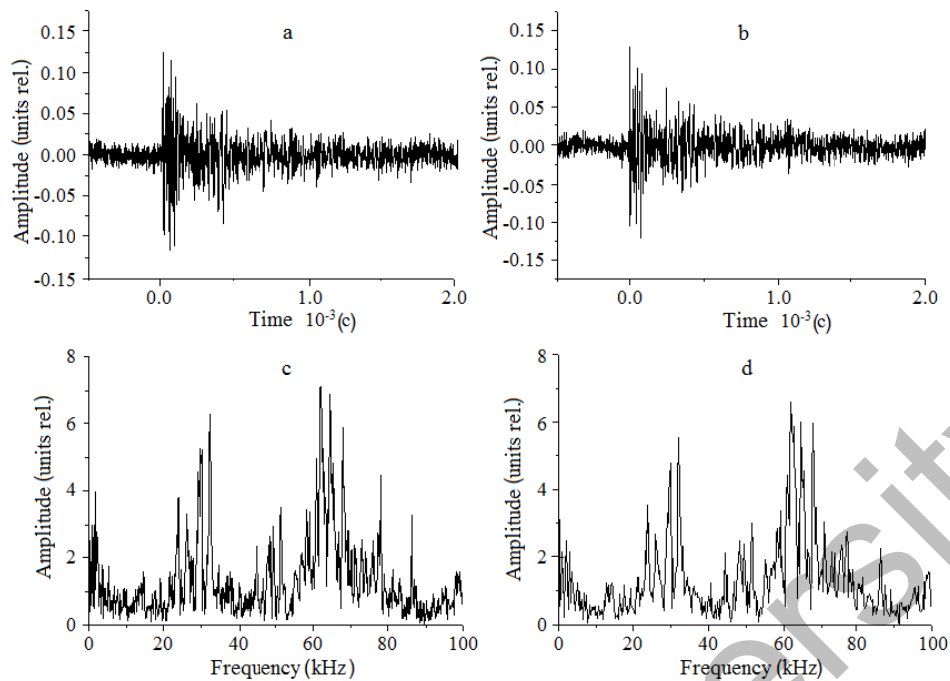 a
0.15
0.10
0.05
0.00
-0.05
-0.10
-0.15
Amplitude (units rel.)
0.0 1.0 2.0
Time 10⁻³ (c)
b
0.15
0.10
0.05
0.00
-0.05
-0.10
-0.15
Amplitude (units rel.)
0.0 1.0 2.0
Time 10⁻³ (c)
c
8
6
4
2
0
Amplitude (units rel.)
0 20 40 60 80 100
Frequency (kHz)
d
8
6
4
2
0
Amplitude (units rel.)
0 20 40 60 80 100
Frequency (kHz)
ersit